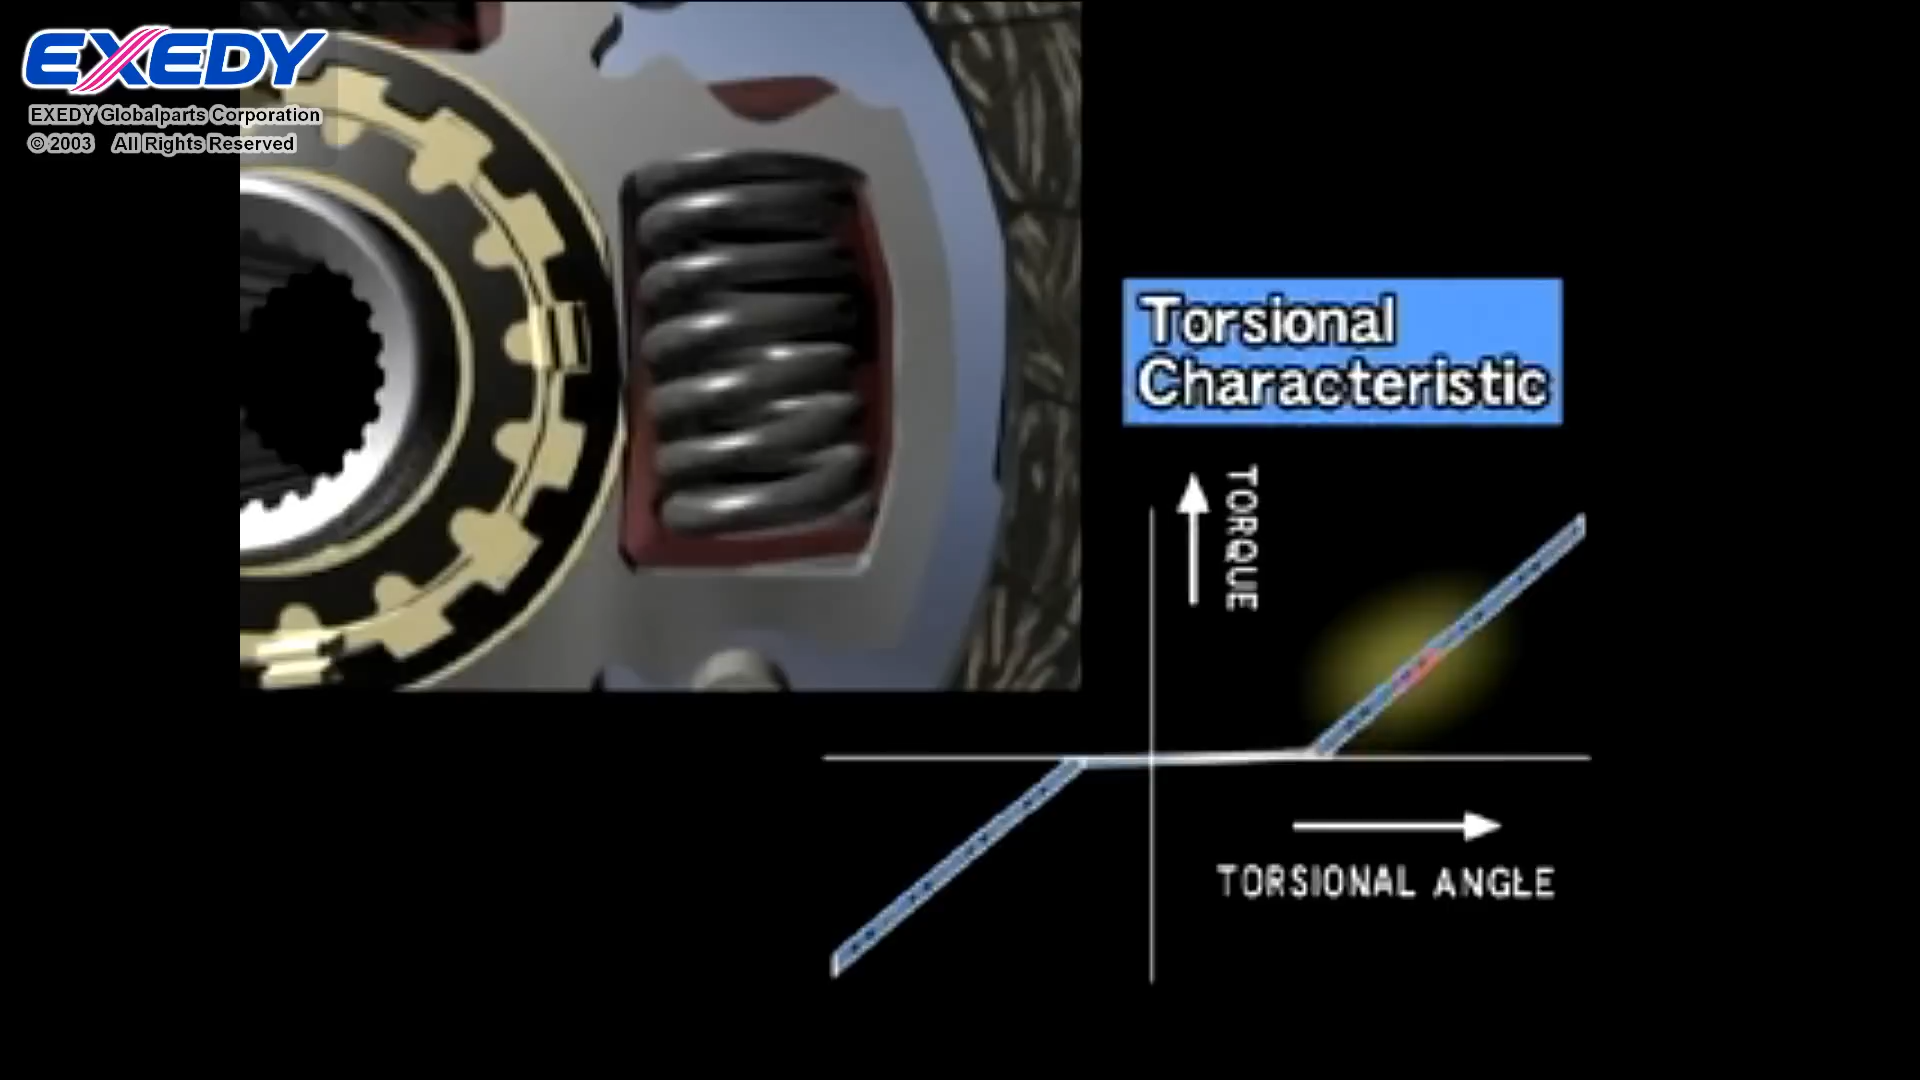 EXEDY
EXEDY Globalparts Corporation
© 2003 All Rights Reserved
Torsional
Characteristic
TORQUE
TORSIONAL ANGLE